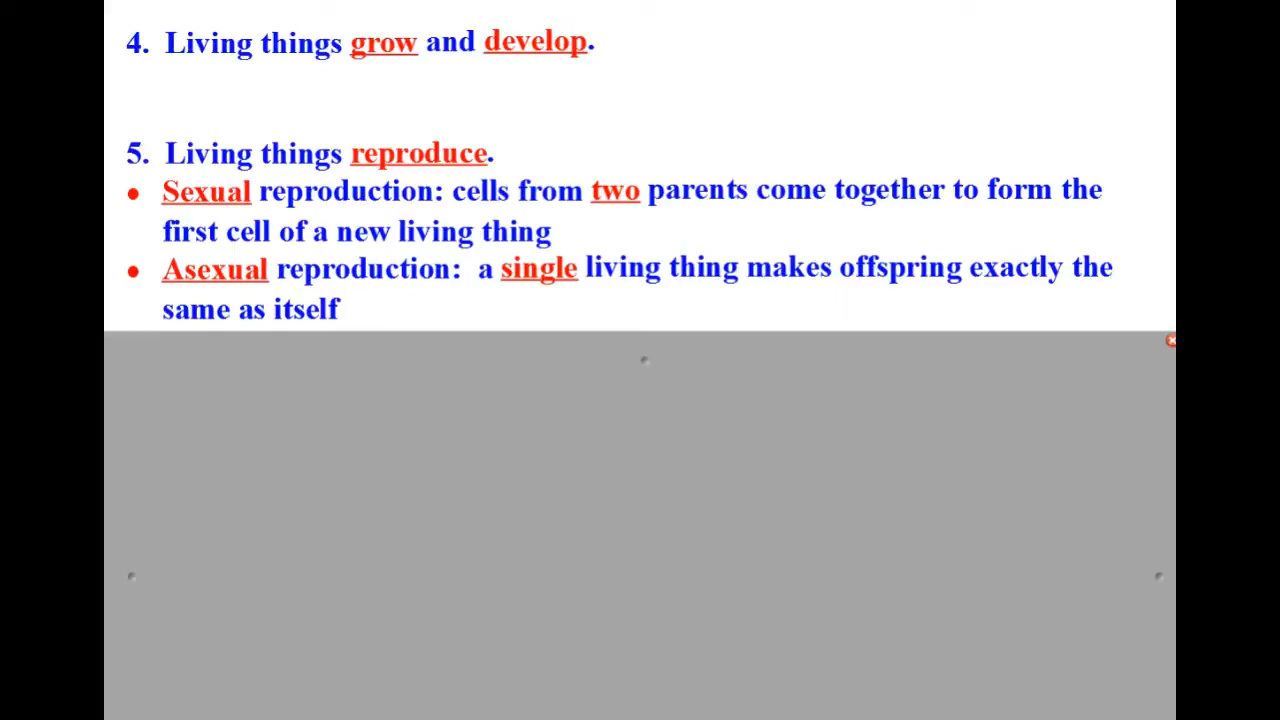 4. Living things grow and develop.
5. Living things reproduce.
• Sexual reproduction: cells from two parents come together to form the
first cell of a new living thing
• Asexual reproduction: a single living thing makes offspring exactly the
same as itself